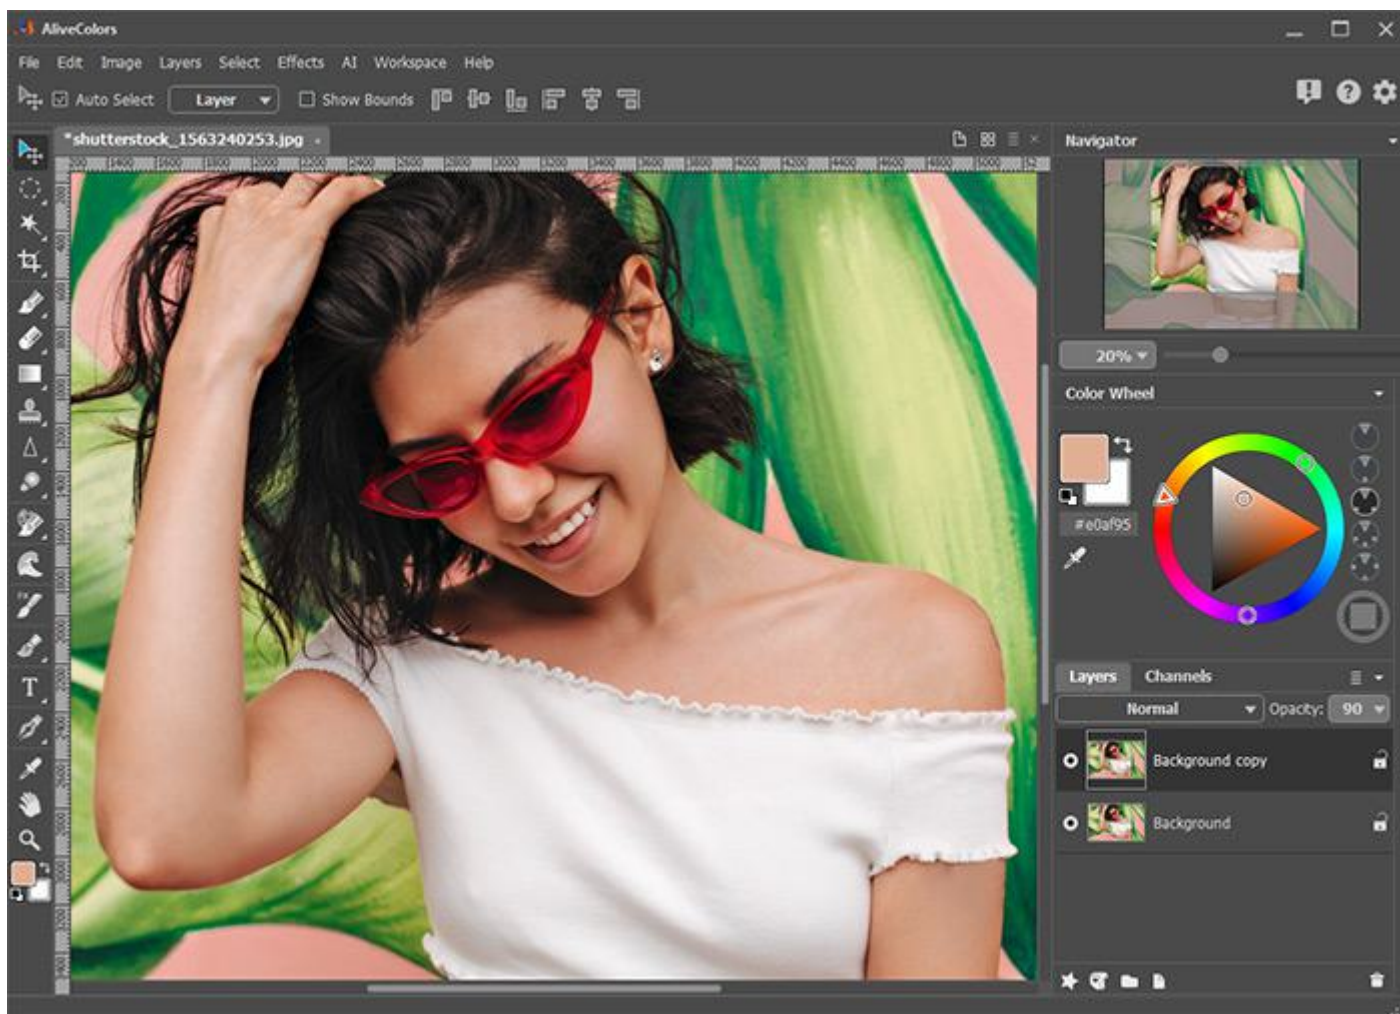 AliveColors
File Edit Image Layers Select Effects AI Workspace Help
Auto Select Layer Show Bounds
*shutterstock_1563240253.jpg
Navigator
20%
Color Wheel
#e0af95
Layers Channels
Normal Opacity: 90
Background copy
Background